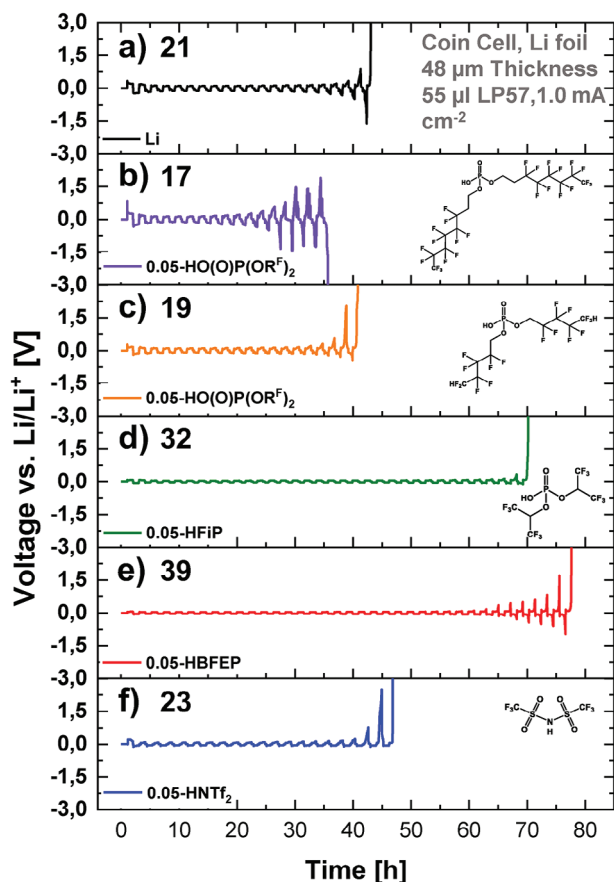 Voltage vs. Li/Li⁺ [V]
3,0
1,5
0,0
-1,5
-3,0
a) 21
Coin Cell, Li foil
48 µm Thickness
55 µl LP57,1.0 mA
cm⁻²
Li
b) 17
1,5
0,0
-1,5
-3,0
0.05-HO(O)P(ORᶠ)₂
c) 19
1,5
0,0
-1,5
-3,0
0.05-HO(O)P(ORᶠ)₂
d) 32
1,5
0,0
-1,5
-3,0
0.05-HFiP
e) 39
1,5
0,0
-1,5
-3,0
0.05-HBFEP
f) 23
1,5
0,0
-1,5
-3,0
0.05-HNTf₂
0 10 20 30 40 50 60 70 80
Time [h]